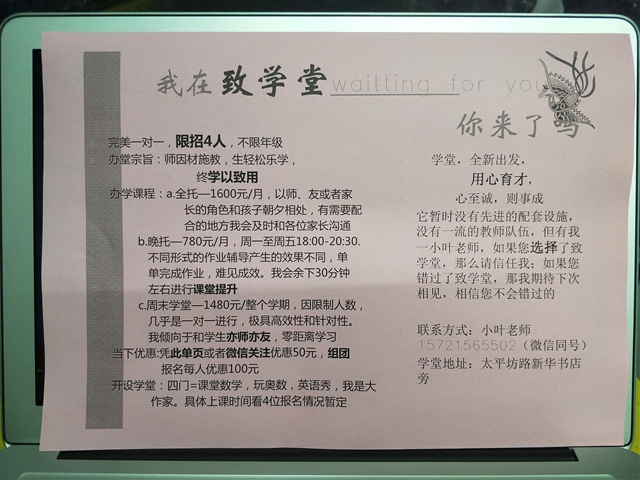 我在致学堂waitting for you
你来了吗
完美一对一，限招4人，不限年级
办堂宗旨：师因材施教，生轻松乐学，
终学以致用
办学课程：a.全托—1600元/月，以师、友或者家
长的角色和孩子朝夕相处，有需要配
合的地方我会及时和各位家长沟通
b.晚托—780元/月，周一至周五18:00-20:30.
不同形式的作业辅导产生的效果不同，单
单完成作业，难见成效。我会余下30分钟
左右进行课堂提升
c.周末学堂—1480元/整个学期，因限制人数，
几乎是一对一进行，极具高效性和针对性。
我倾向于和学生亦师亦友，零距离学习
当下优惠:凭此单页或者微信关注优惠50元，组团
报名每人优惠100元
开设学堂：四门=课堂数学，玩奥数，英语秀，我是大
作家。具体上课时间看4位报名情况暂定
学堂，全新出发，
用心育才，
心至诚，则事成
它暂时没有先进的配套设施，
没有一流的教师队伍，但有我
一小叶老师，如果您选择了致
学堂，那么请信任我；如果您
错过了致学堂，那我期待下次
相见，相信您不会错过的
联系方式：小叶老师
15721565502（微信同号）
学堂地址：太平坊路新华书店
旁